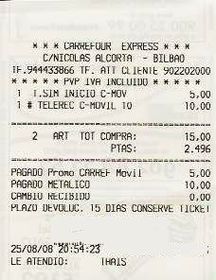 * * * CARREFOUR EXPRESS * * *
C/NICOLAS ALCORTA - BILBAO
TF.944433866 TF. ATT CLIENTE 902202000
* * * * * * PVP IVA INCLUIDO * * * * *
1 T.SIM INICIO C-MOV 5,00
1 # TELEREC C-MOVIL 10 10,00
2 ART TOT COMPRA: 15,00
PTAS: 2.496
PAGADO Promo CARREF Movil 5,00
PAGADO METALICO 10,00
CAMBIO RECIBIDO 0,00
PLAZO DEVOLUC. 15 DIAS CONSERVE TICKET
25/08/08 20:54:23
LE ATENDIO: THAIS